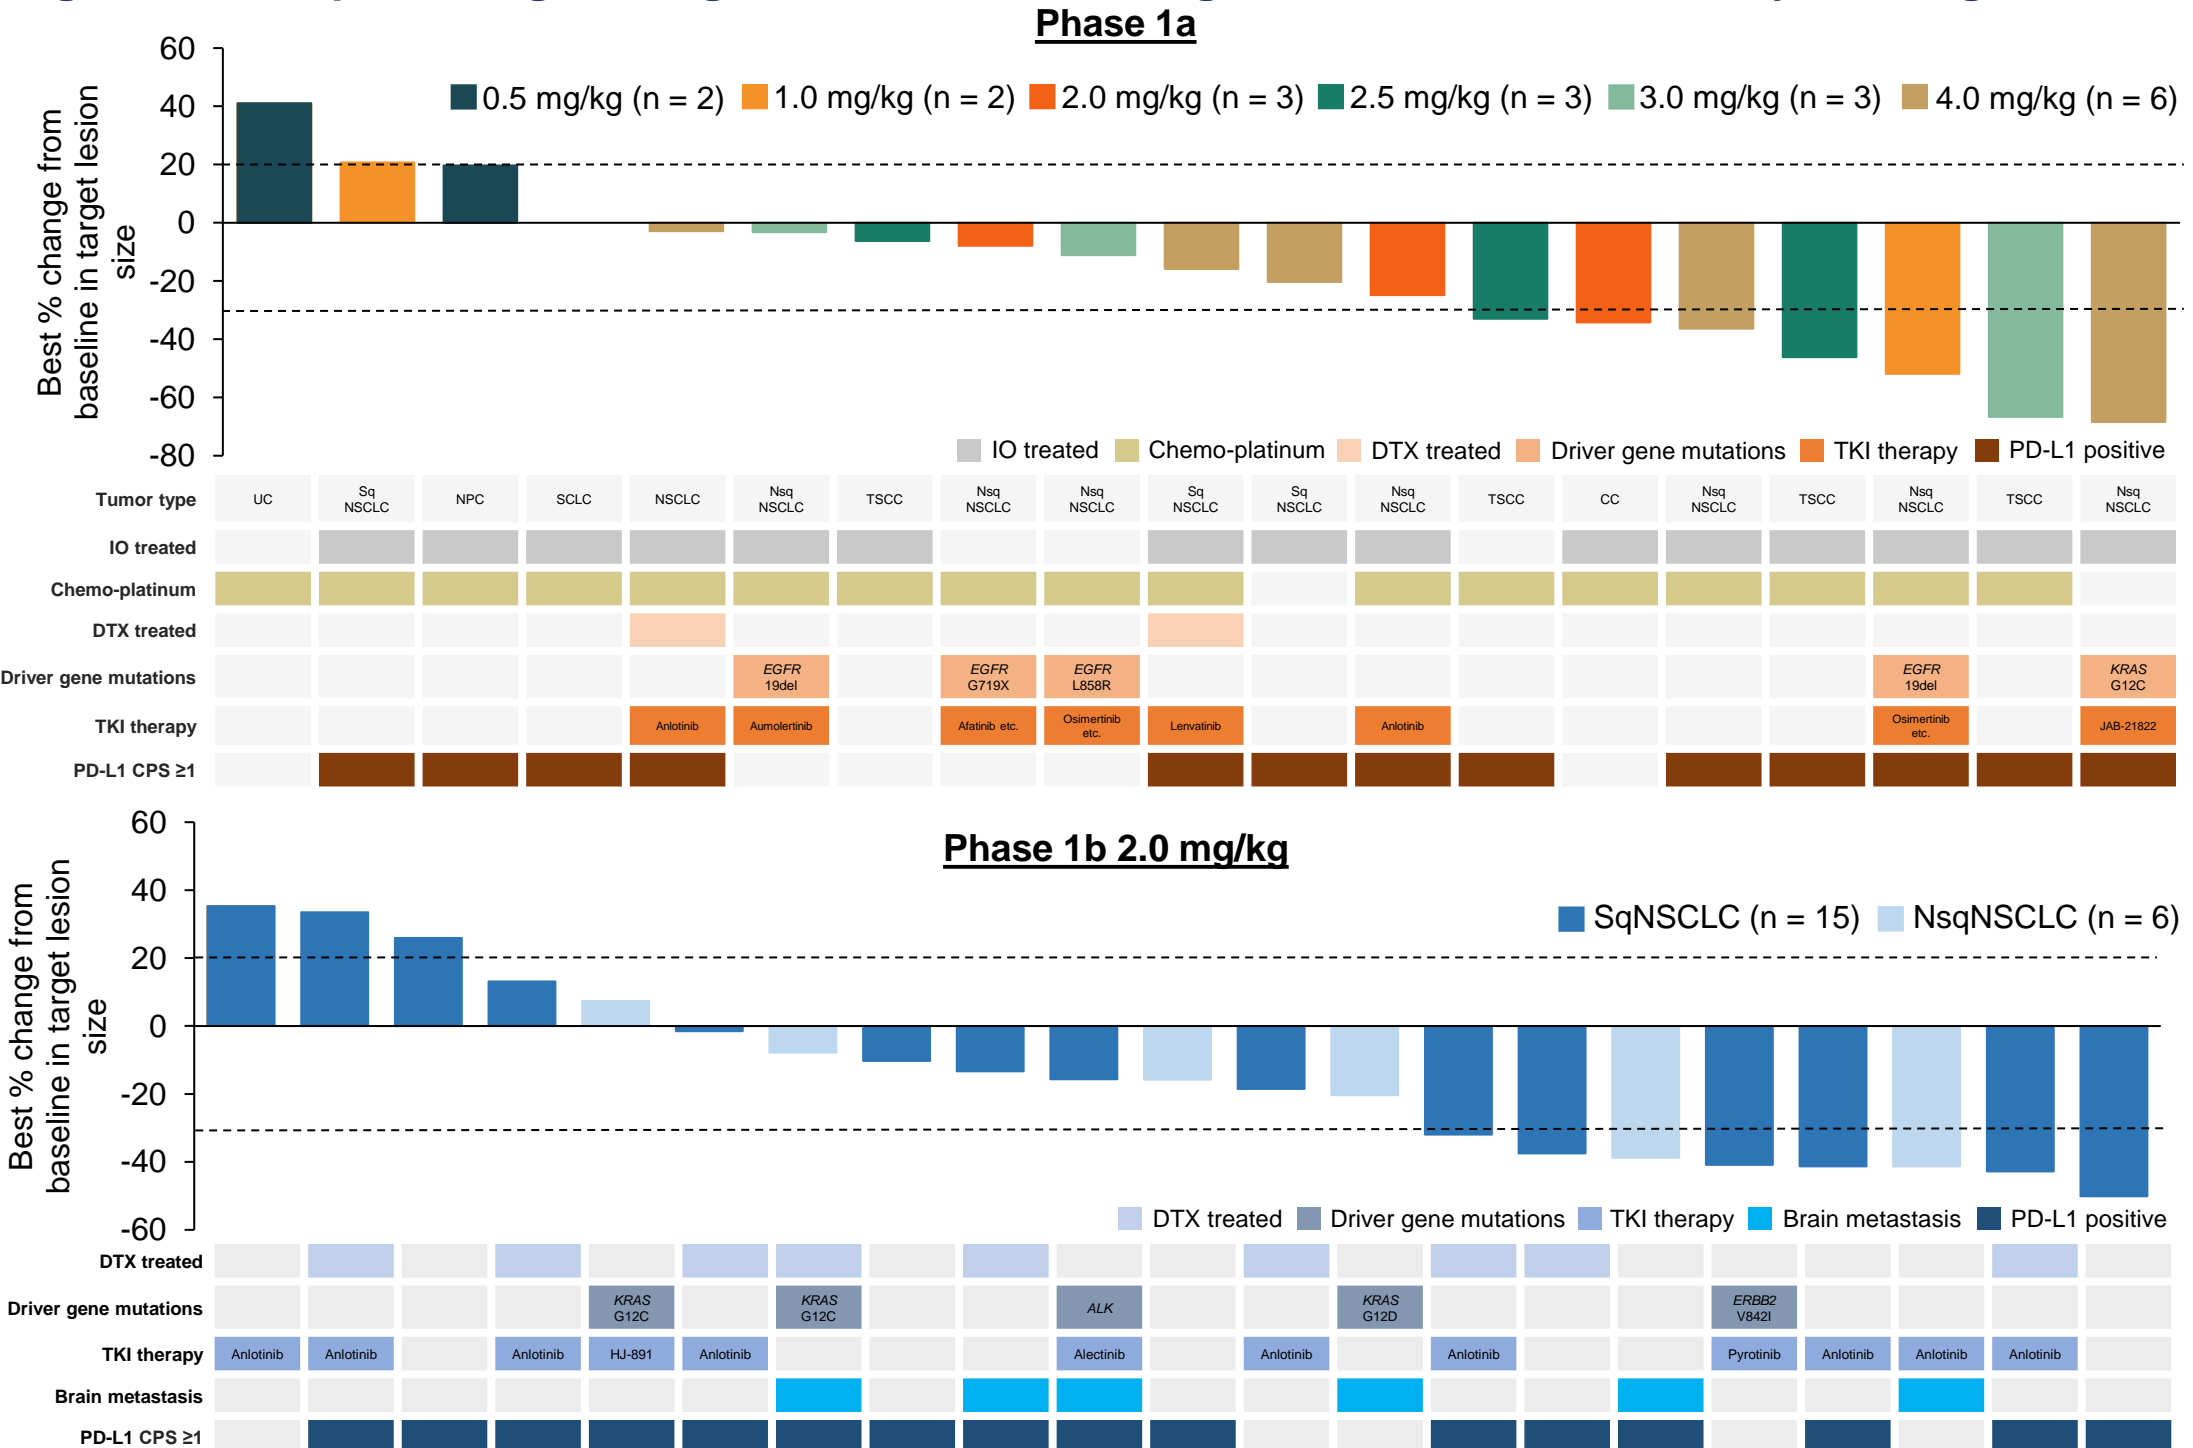 Phase 1a
60
40
20
0
-20
-40
-60
-80
Best % change from
baseline in target lesion
size
0.5 mg/kg (n = 2) 1.0 mg/kg (n = 2) 2.0 mg/kg (n = 3) 2.5 mg/kg (n = 3) 3.0 mg/kg (n = 3) 4.0 mg/kg (n = 6)
IO treated Chemo-platinum DTX treated Driver gene mutations TKI therapy PD-L1 positive
Tumor type UC Sq NSCLC NPC SCLC NSCLC Nsq NSCLC TSCC Nsq NSCLC Nsq NSCLC Sq NSCLC Sq NSCLC Nsq NSCLC TSCC CC Nsq NSCLC TSCC Nsq NSCLC TSCC Nsq NSCLC
IO treated
Chemo-platinum
DTX treated
Driver gene mutations EGFR 19del EGFR G719X EGFR L858R EGFR 19del KRAS G12C
TKI therapy Anlotinib Aumolertinib Afatinib etc. Osimertinib etc. Lenvatinib Anlotinib Osimertinib etc. JAB-21822
PD-L1 CPS ≥1
Phase 1b 2.0 mg/kg
60
40
20
0
-20
-40
-60
Best % change from
baseline in target lesion
size
SqNSCLC (n = 15) NsqNSCLC (n = 6)
DTX treated Driver gene mutations TKI therapy Brain metastasis PD-L1 positive
DTX treated
Driver gene mutations KRAS G12C KRAS G12C ALK KRAS G12D ERBB2 V842I
TKI therapy Anlotinib Anlotinib Anlotinib HJ-891 Anlotinib Alectinib Anlotinib Anlotinib Pyrotinib Anlotinib Anlotinib Anlotinib
Brain metastasis
PD-L1 CPS ≥1